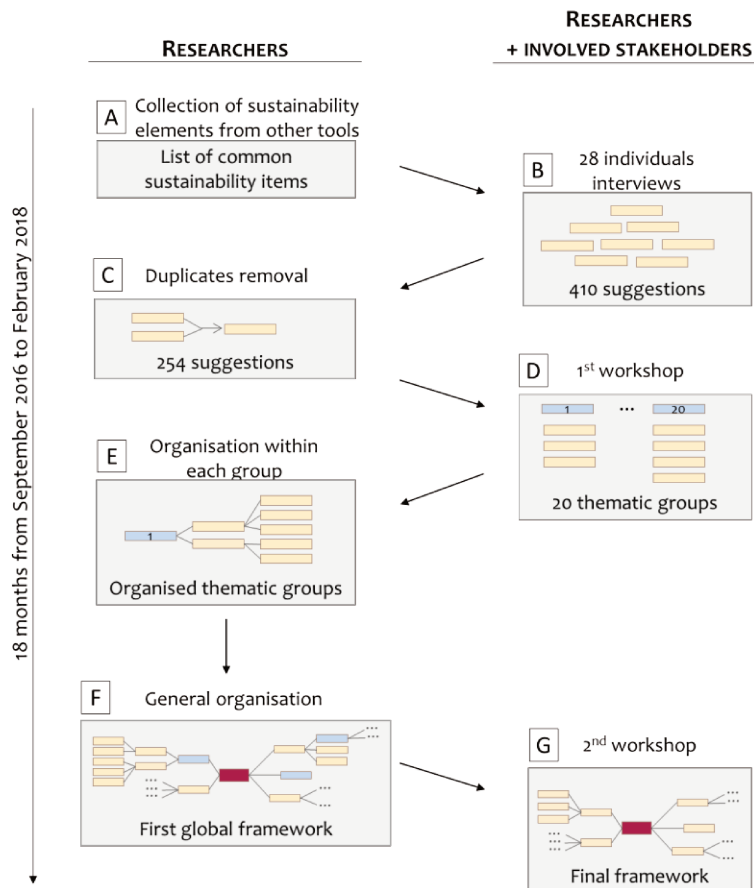 RESEARCHERS
RESEARCHERS
+ INVOLVED STAKEHOLDERS
18 months from September 2016 to February 2018
A
Collection of sustainability
elements from other tools
List of common
sustainability items
B
28 individuals
interviews
410 suggestions
C
Duplicates removal
254 suggestions
D
1st workshop
1 ... 20
20 thematic groups
E
Organisation within
each group
1
Organised thematic groups
F
General organisation
...
...
...
...
...
...
...
First global framework
G
2nd workshop
...
...
...
...
...
...
...
Final framework